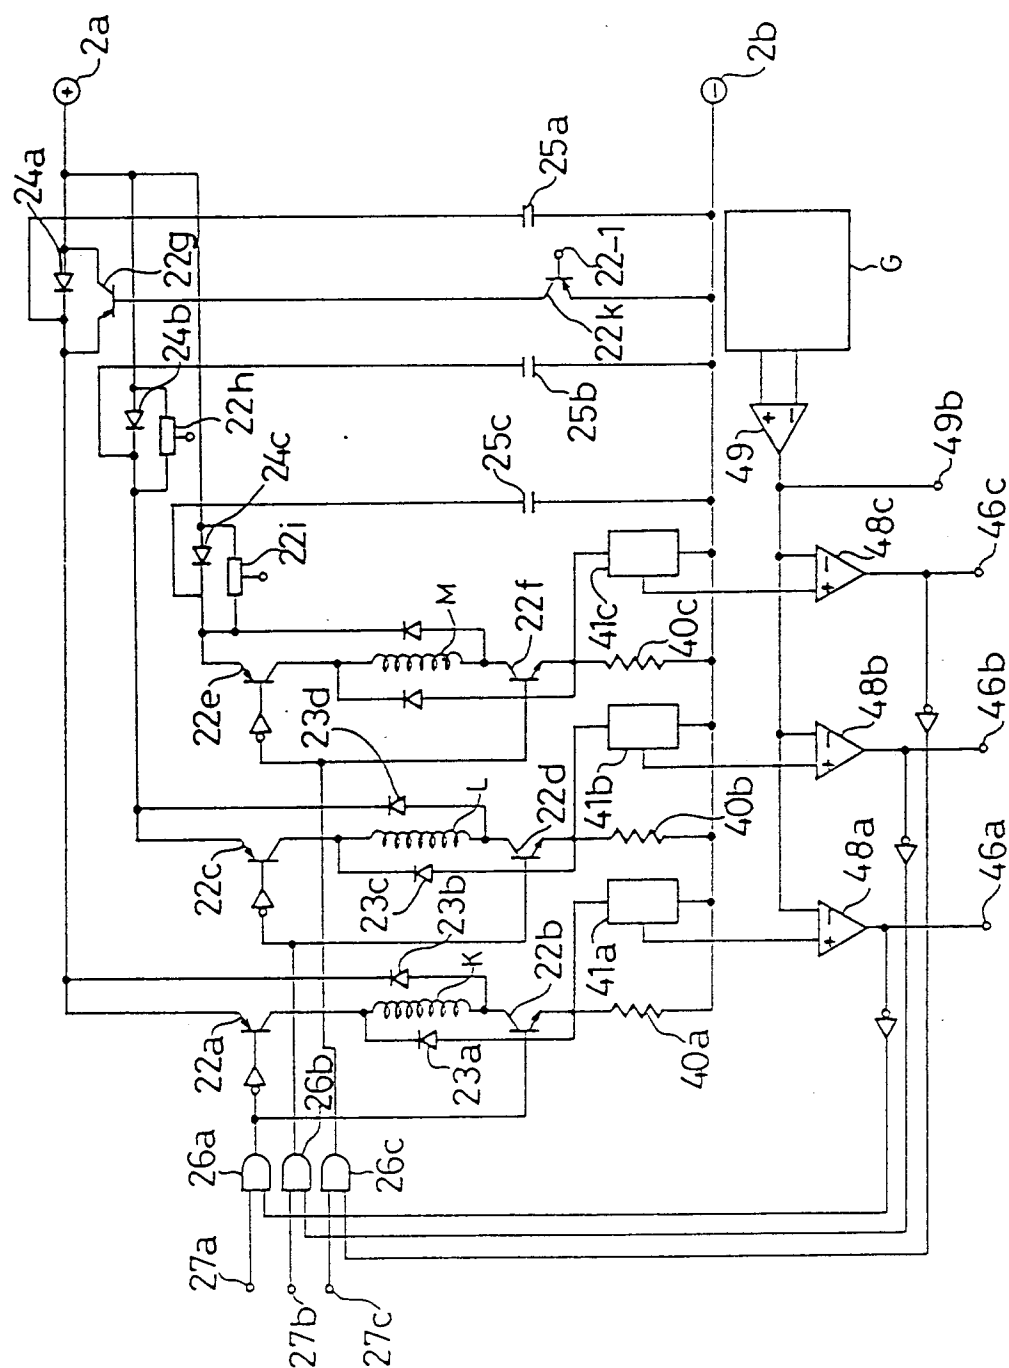 2a
24a
22g
24b
25a
22-1
22k
22h
25b
2b
G
24c
25c
22i
49
49b
22e
M
22f
41c
40c
48c
46c
23d
22c
L
22d
41b
40b
48b
46b
23c
23b
22a
K
22b
41a
40a
48a
46a
23a
26a
26b
26c
27a
27b
27c
+
−
+
−
+
−
+
−
+
−